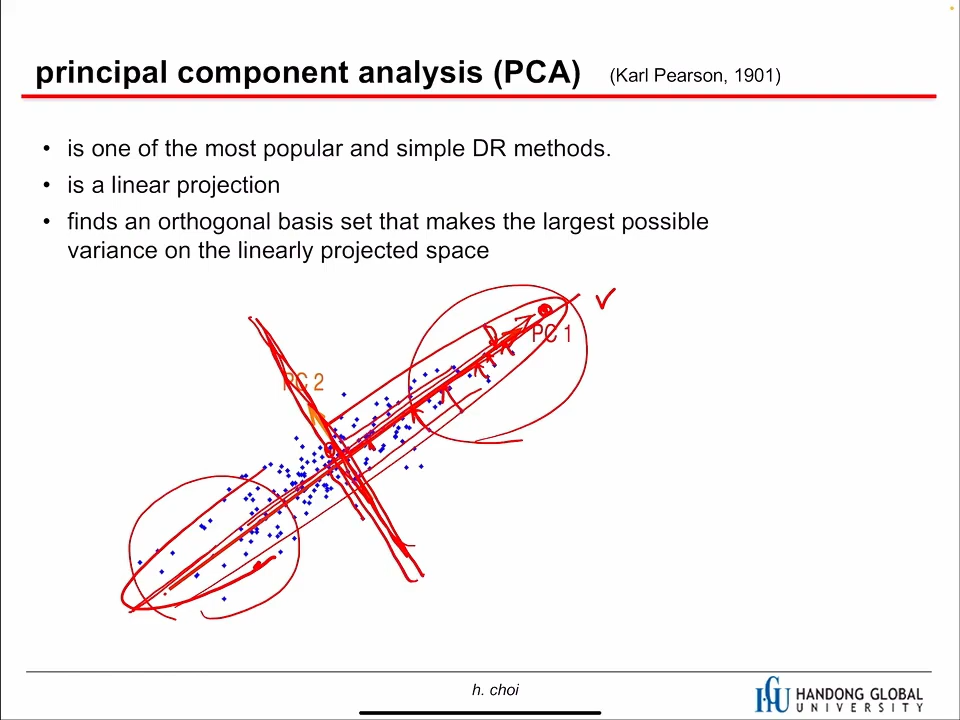 principal component analysis (PCA) (Karl Pearson, 1901)
• is one of the most popular and simple DR methods.
• is a linear projection
• finds an orthogonal basis set that makes the largest possible
variance on the linearly projected space
PC 1
PC 2
h. choi
HANDONG GLOBAL
UNIVERSITY